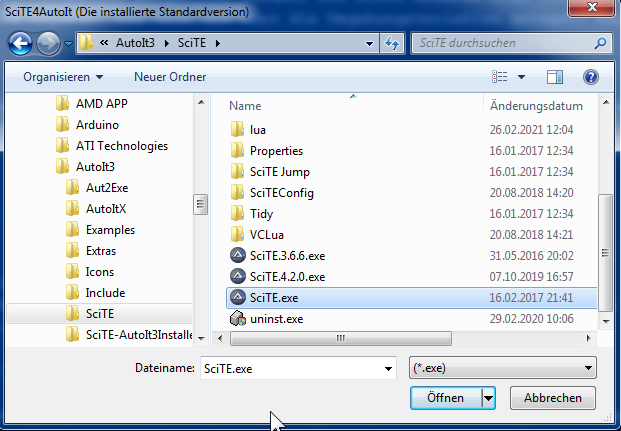 SciTE4AutoIt (Die installierte Standardversion)
« AutoIt3 SciTE
SciTE durchsuchen
Organisieren Neuer Ordner
AMD APP
Arduino
ATI Technologies
AutoIt3
Aut2Exe
AutoItX
Examples
Extras
Icons
Include
SciTE
SciTE-AutoIt3Installe
Name Änderungsdatum
lua 26.02.2021 12:04
Properties 16.01.2017 12:34
SciTE Jump 16.01.2017 12:34
SciTEConfig 20.08.2018 14:20
Tidy 16.01.2017 12:34
VCLua 20.08.2018 14:21
SciTE.3.6.6.exe 31.05.2016 20:02
SciTE.4.2.0.exe 07.10.2019 16:57
SciTE.exe 16.02.2017 21:41
uninst.exe 29.02.2020 10:06
Dateiname: SciTE.exe (*.exe)
Öffnen Abbrechen